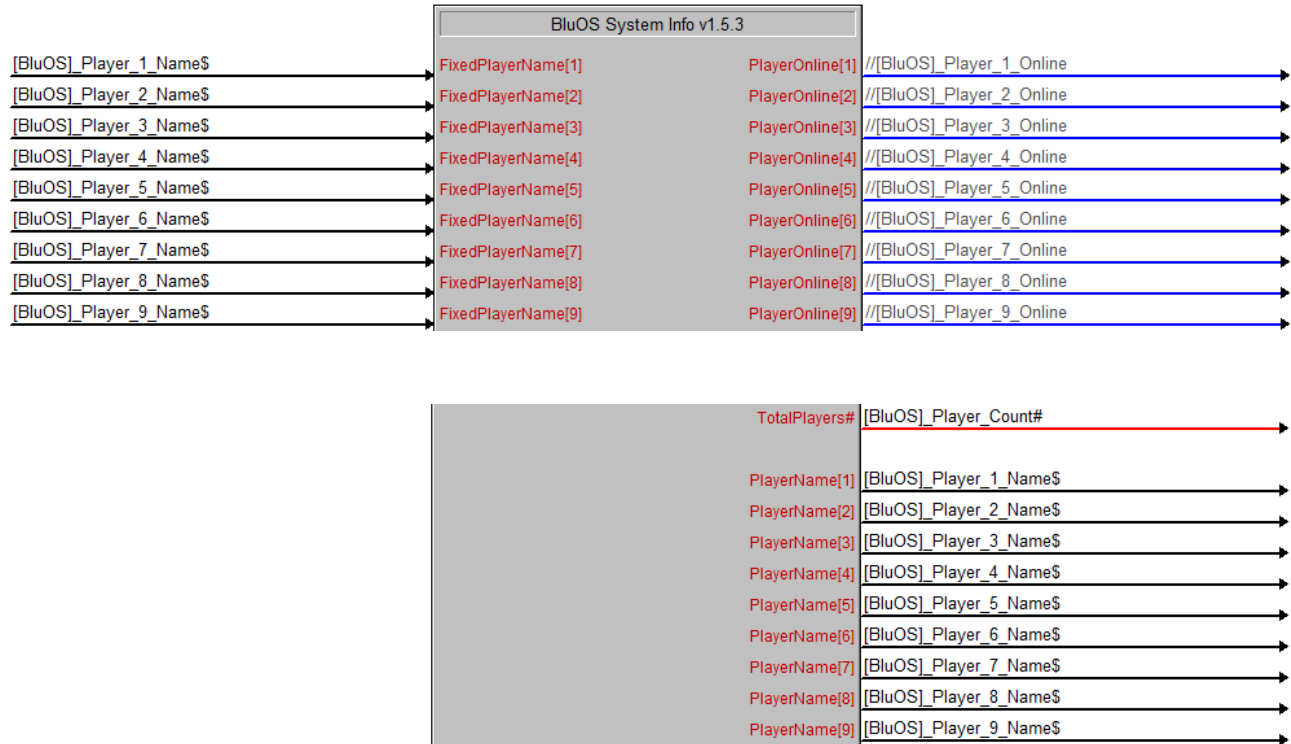 BluOS System Info v1.5.3
[BluOS]_Player_1_Name$ FixedPlayerName[1] PlayerOnline[1] //[BluOS]_Player_1_Online
[BluOS]_Player_2_Name$ FixedPlayerName[2] PlayerOnline[2] //[BluOS]_Player_2_Online
[BluOS]_Player_3_Name$ FixedPlayerName[3] PlayerOnline[3] //[BluOS]_Player_3_Online
[BluOS]_Player_4_Name$ FixedPlayerName[4] PlayerOnline[4] //[BluOS]_Player_4_Online
[BluOS]_Player_5_Name$ FixedPlayerName[5] PlayerOnline[5] //[BluOS]_Player_5_Online
[BluOS]_Player_6_Name$ FixedPlayerName[6] PlayerOnline[6] //[BluOS]_Player_6_Online
[BluOS]_Player_7_Name$ FixedPlayerName[7] PlayerOnline[7] //[BluOS]_Player_7_Online
[BluOS]_Player_8_Name$ FixedPlayerName[8] PlayerOnline[8] //[BluOS]_Player_8_Online
[BluOS]_Player_9_Name$ FixedPlayerName[9] PlayerOnline[9] //[BluOS]_Player_9_Online
TotalPlayers# [BluOS]_Player_Count#
PlayerName[1] [BluOS]_Player_1_Name$
PlayerName[2] [BluOS]_Player_2_Name$
PlayerName[3] [BluOS]_Player_3_Name$
PlayerName[4] [BluOS]_Player_4_Name$
PlayerName[5] [BluOS]_Player_5_Name$
PlayerName[6] [BluOS]_Player_6_Name$
PlayerName[7] [BluOS]_Player_7_Name$
PlayerName[8] [BluOS]_Player_8_Name$
PlayerName[9] [BluOS]_Player_9_Name$